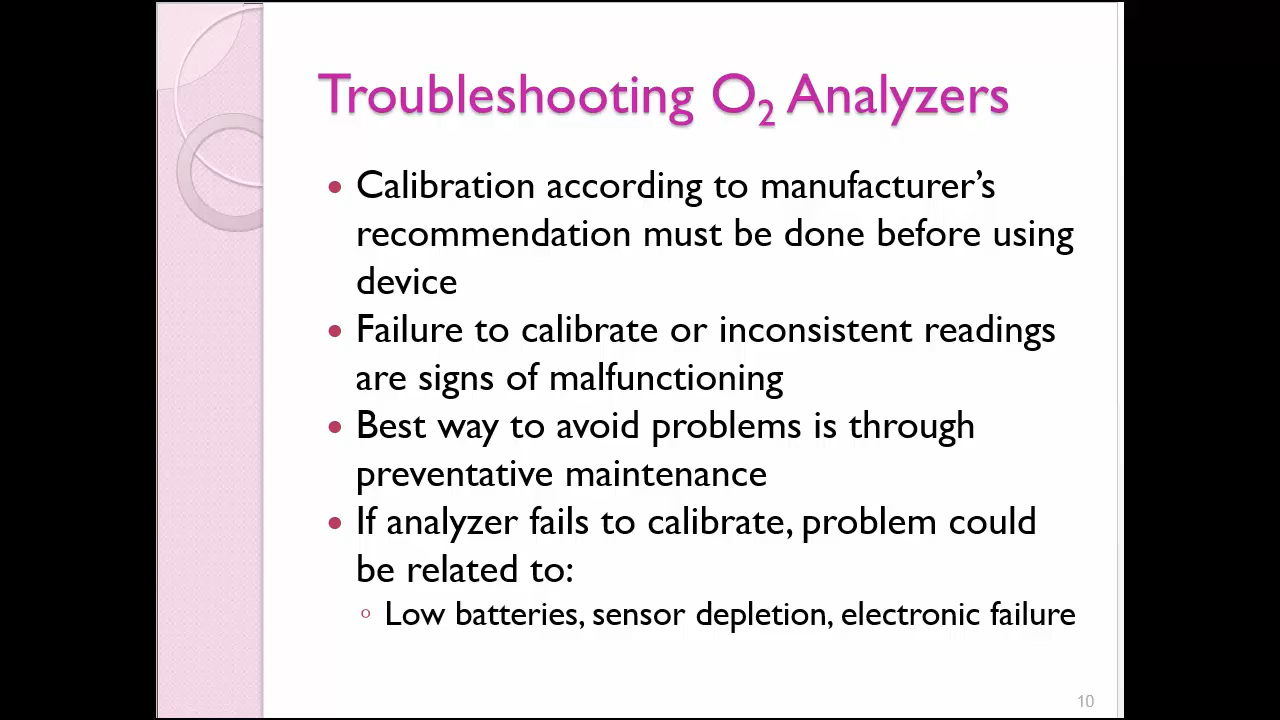 Troubleshooting O₂ Analyzers
• Calibration according to manufacturer’s
recommendation must be done before using
device
• Failure to calibrate or inconsistent readings
are signs of malfunctioning
• Best way to avoid problems is through
preventative maintenance
• If analyzer fails to calibrate, problem could
be related to:
◦ Low batteries, sensor depletion, electronic failure
10